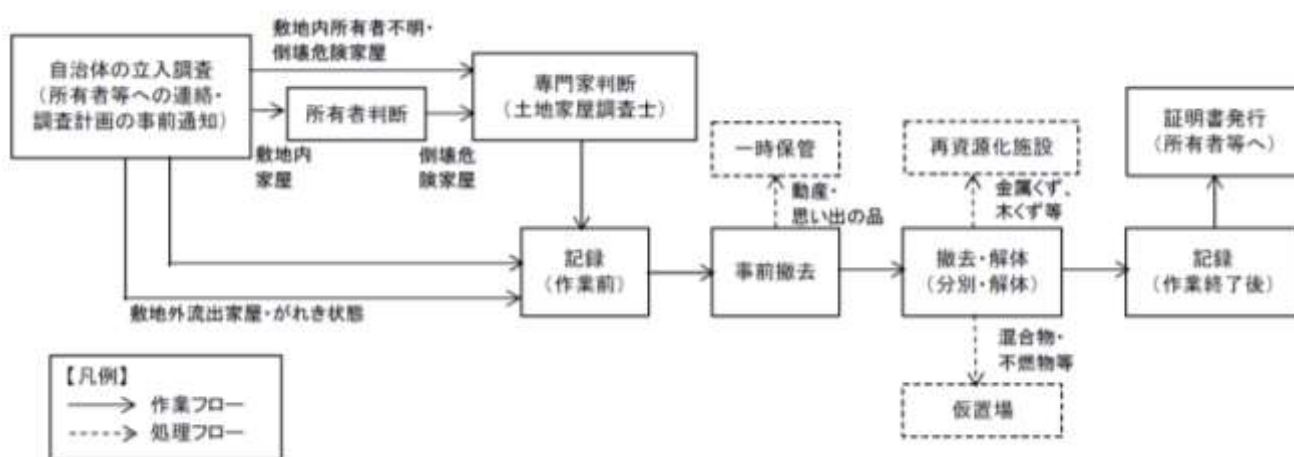 敷地内所有者不明・
倒壊危険家屋
自治体の立入調査
（所有者等への連絡・
調査計画の事前通知）
所有者判断
敷地内
家屋
倒壊危
険家屋
専門家判断
（土地家屋調査士）
一時保管
動産・
思い出の品
再資源化施設
金属くず、
木くず等
証明書発行
（所有者等へ）
記録
（作業前）
事前撤去
撤去・解体
（分別・解体）
記録
（作業終了後）
敷地外流出家屋・がれき状態
混合物・
不燃物等
仮置場
【凡例】
作業フロー
処理フロー